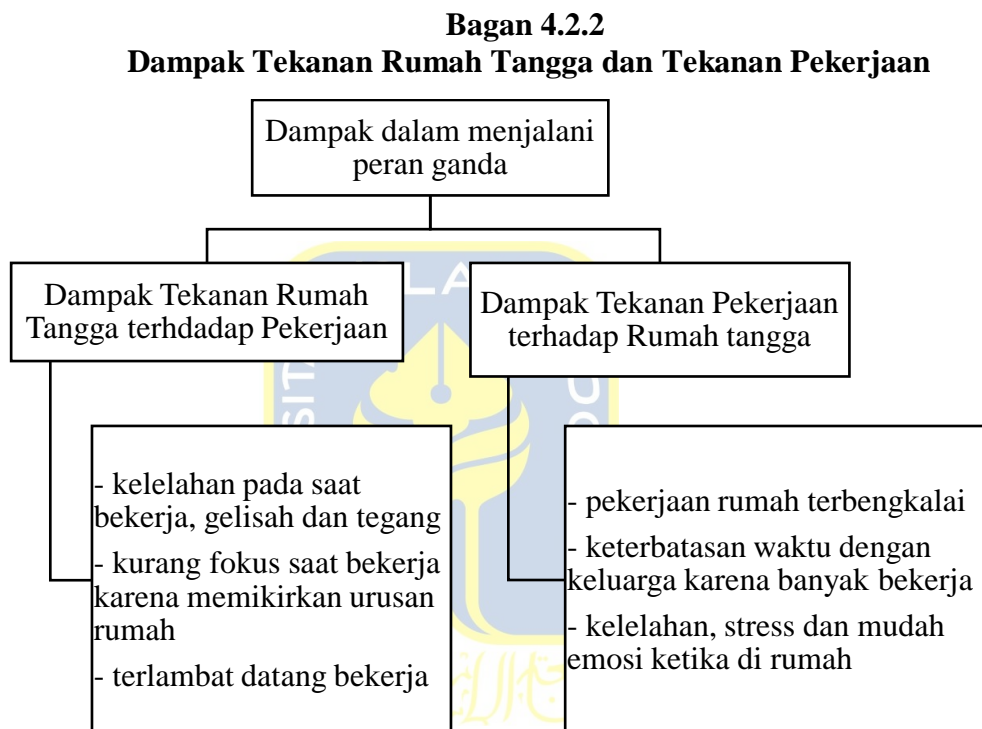 Bagan 4.2.2
Dampak Tekanan Rumah Tangga dan Tekanan Pekerjaan
Dampak dalam menjalani
peran ganda
Dampak Tekanan Rumah
Tangga terhdadap Pekerjaan
Dampak Tekanan Pekerjaan
terhadap Rumah tangga
- kelelahan pada saat
bekerja, gelisah dan tegang
- kurang fokus saat bekerja
karena memikirkan urusan
rumah
- terlambat datang bekerja
- pekerjaan rumah terbengkalai
- keterbatasan waktu dengan
keluarga karena banyak bekerja
- kelelahan, stress dan mudah
emosi ketika di rumah